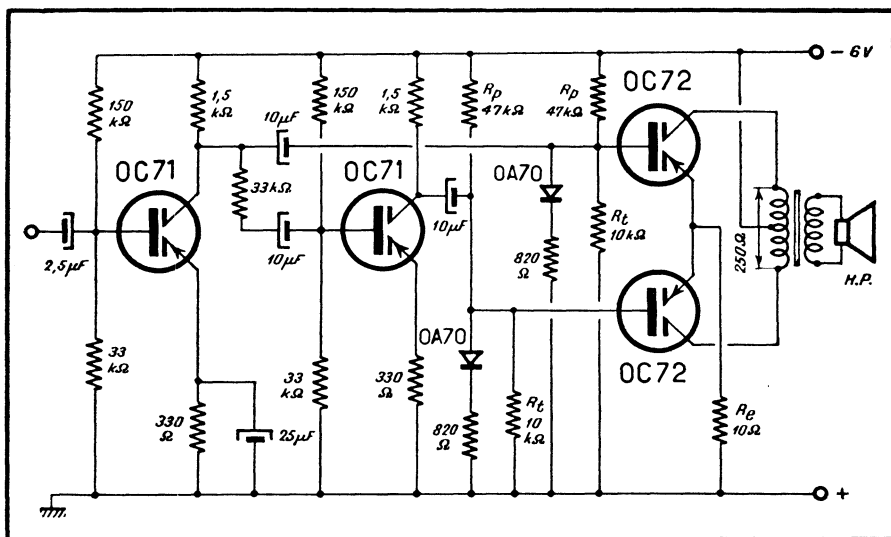 - 6V
OC72
150
kΩ
1,5
kΩ
150
kΩ
1,5
kΩ
Rp
47kΩ
Rp
47kΩ
10µF
OC71
33kΩ
OC71
OA70
10µF
10µF
Rt
10kΩ
250Ω
2,5µF
820
Ω
H.P.
OA70
OC72
33
kΩ
33
kΩ
330
Ω
Rt
10
kΩ
Re
10Ω
330
Ω
25µF
820
Ω
+